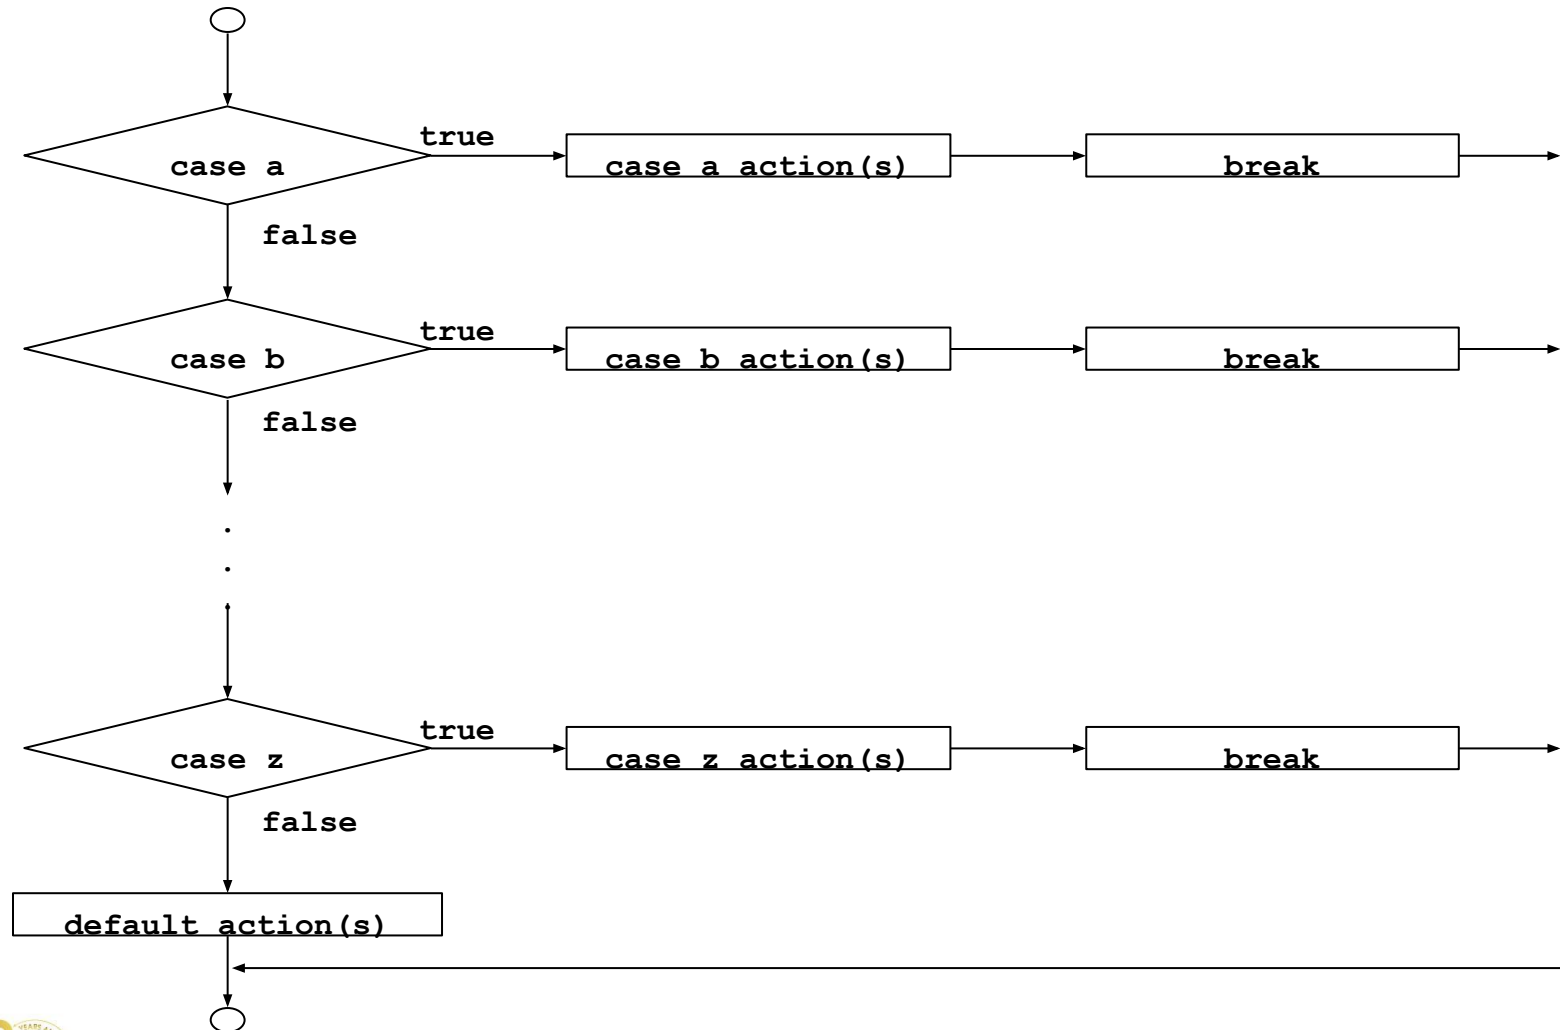 true
case a
case a action(s)
break
false
true
case b
case b action(s)
break
false
.
.
.
true
case z
case z action(s)
break
false
default action(s)